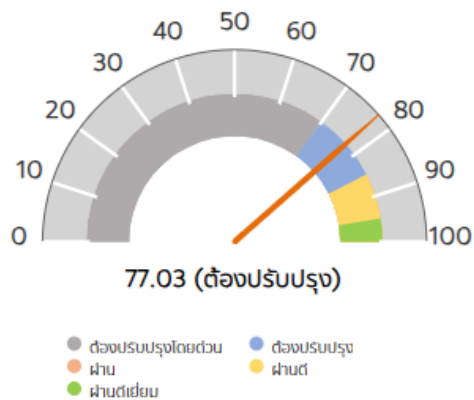 50
40 60
30 70
20 80
10 90
0 100
77.03 (ต้องปรับปรุง)
ต้องปรับปรุงโดยด่วน ต้องปรับปรุง
ผ่าน ผ่านดี
ผ่านดีเยี่ยม